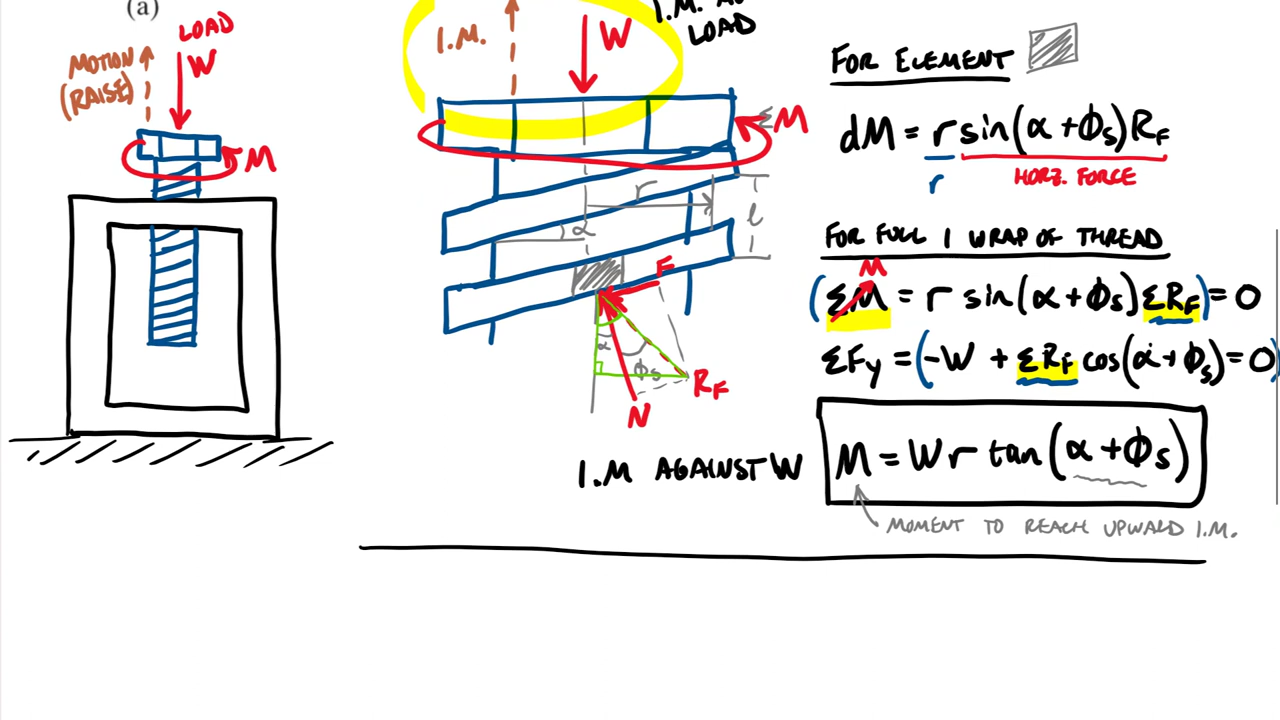 (a)
LOAD
W
MOTION
(RAISE)
M
I.M.
W
LOAD
M
r
α
l
F
α
ϕs
RF
N
I.M AGAINST W
FOR ELEMENT
dM = r sin(α+ϕs)RF
r
HORZ. FORCE
FOR FULL 1 WRAP OF THREAD
M
(ΣM = r sin(α+ϕs)ΣRF)=0
ΣFy = (-W + ΣRF cos(α+ϕs)=0)
M = Wr tan(α+ϕs)
MOMENT TO REACH UPWARD I.M.